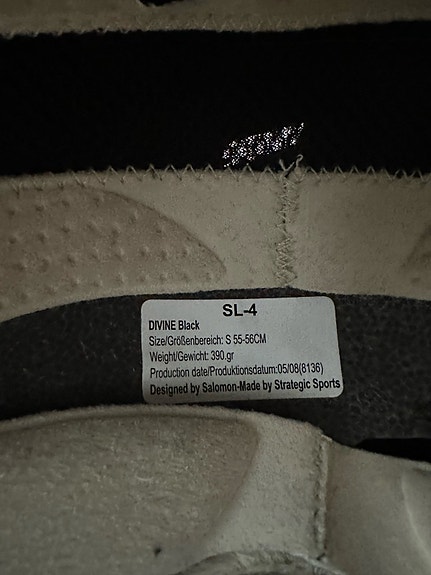 SL-4
DIVINE Black
Size/Größenbereich: S 55-56CM
Weight/Gewicht: 390.gr
Production date/Produktionsdatum:05/08(8136)
Designed by Salomon-Made by Strategic Sports